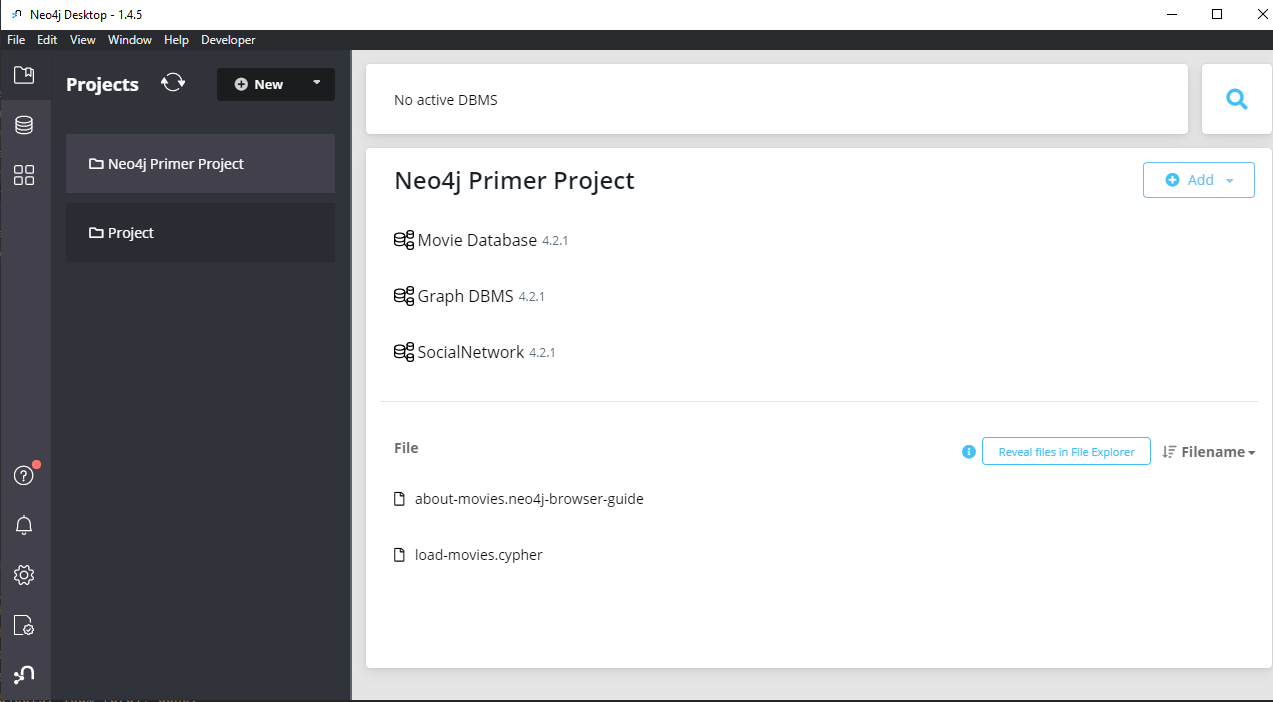 Neo4j Desktop - 1.4.5
File Edit View Window Help Developer
Projects
New
Neo4j Primer Project
Project
No active DBMS
Neo4j Primer Project
Add
Movie Database 4.2.1
Graph DBMS 4.2.1
SocialNetwork 4.2.1
File
Reveal files in File Explorer
Filename
about-movies.neo4j-browser-guide
load-movies.cypher